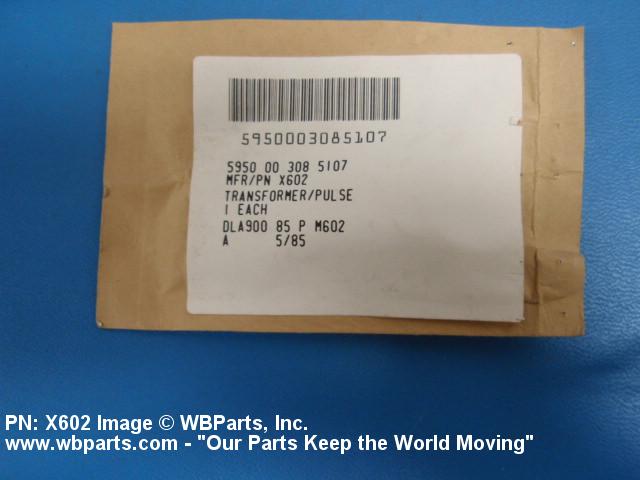 5950003085107
5950 00 308 5107
MFR/PN X602
TRANSFORMER/PULSE
1 EACH
DLA900 85 P M602
A 5/85
PN: X602 Image © WBParts, Inc.
www.wbparts.com - "Our Parts Keep the World Moving"